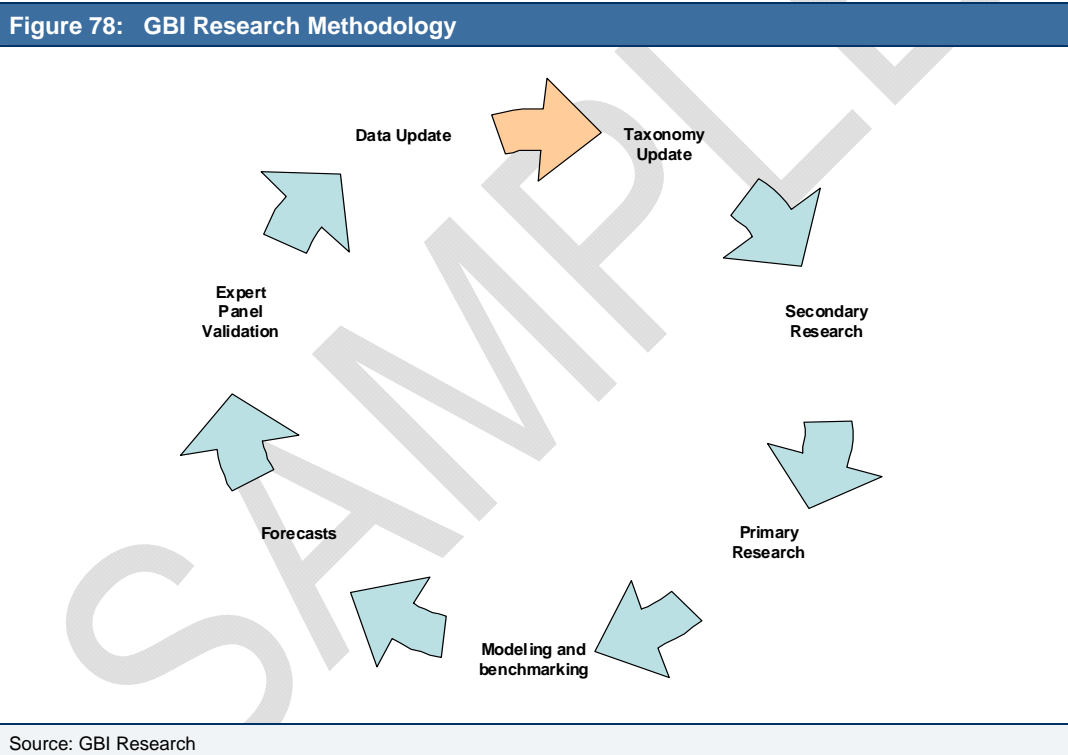 Figure 78: GBI Research Methodology
Data Update
Taxonomy
Update
Secondary
Research
Primary
Research
Modeling and
benchmarking
Forecasts
Expert
Panel
Validation
SAMPLE
Source: GBI Research